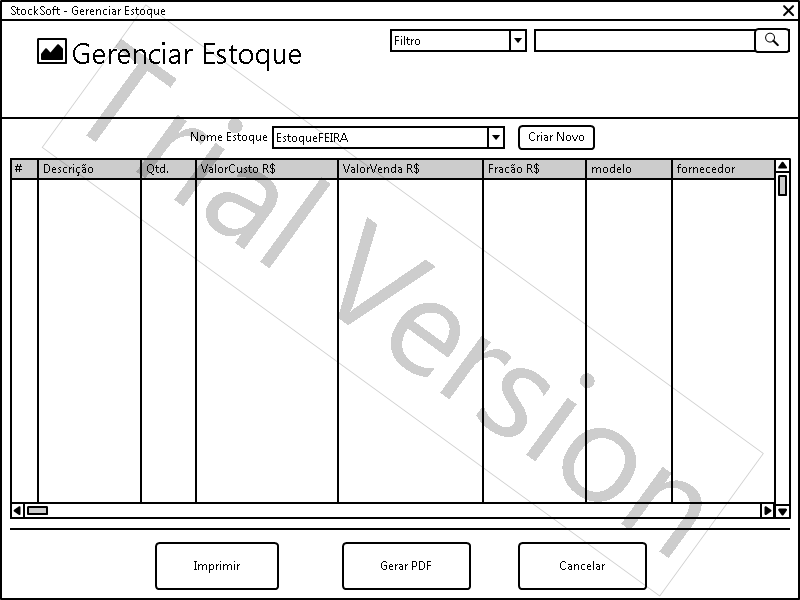 StockSoft - Gerenciar Estoque
Gerenciar Estoque
Filtro
Nome Estoque EstoqueFEIRA Criar Novo
# Descrição Qtd. ValorCusto R$ ValorVenda R$ Fracão R$ modelo fornecedor
Trial Version
Imprimir Gerar PDF Cancelar